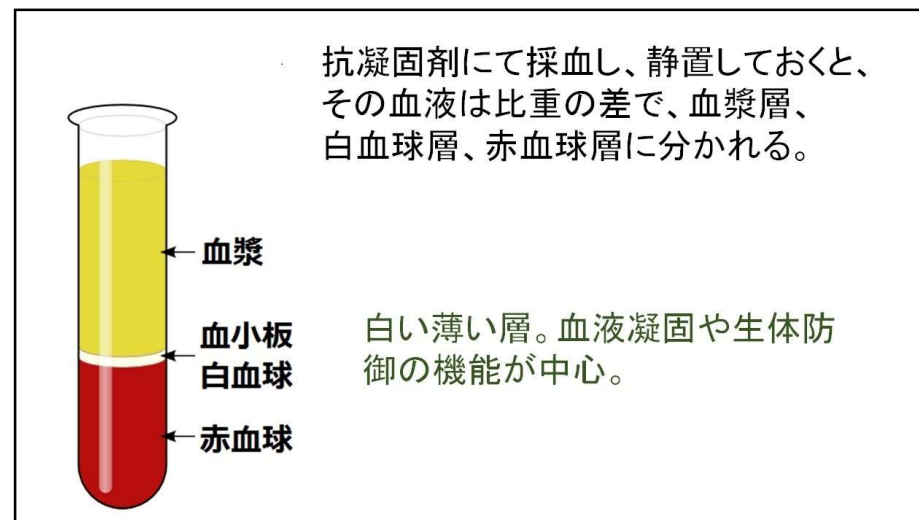 抗凝固剤にて採血し、静置しておくと、
その血液は比重の差で、血漿層、
白血球層、赤血球層に分かれる。
血漿
血小板
白血球
白い薄い層。血液凝固や生体防
御の機能が中心。
赤血球